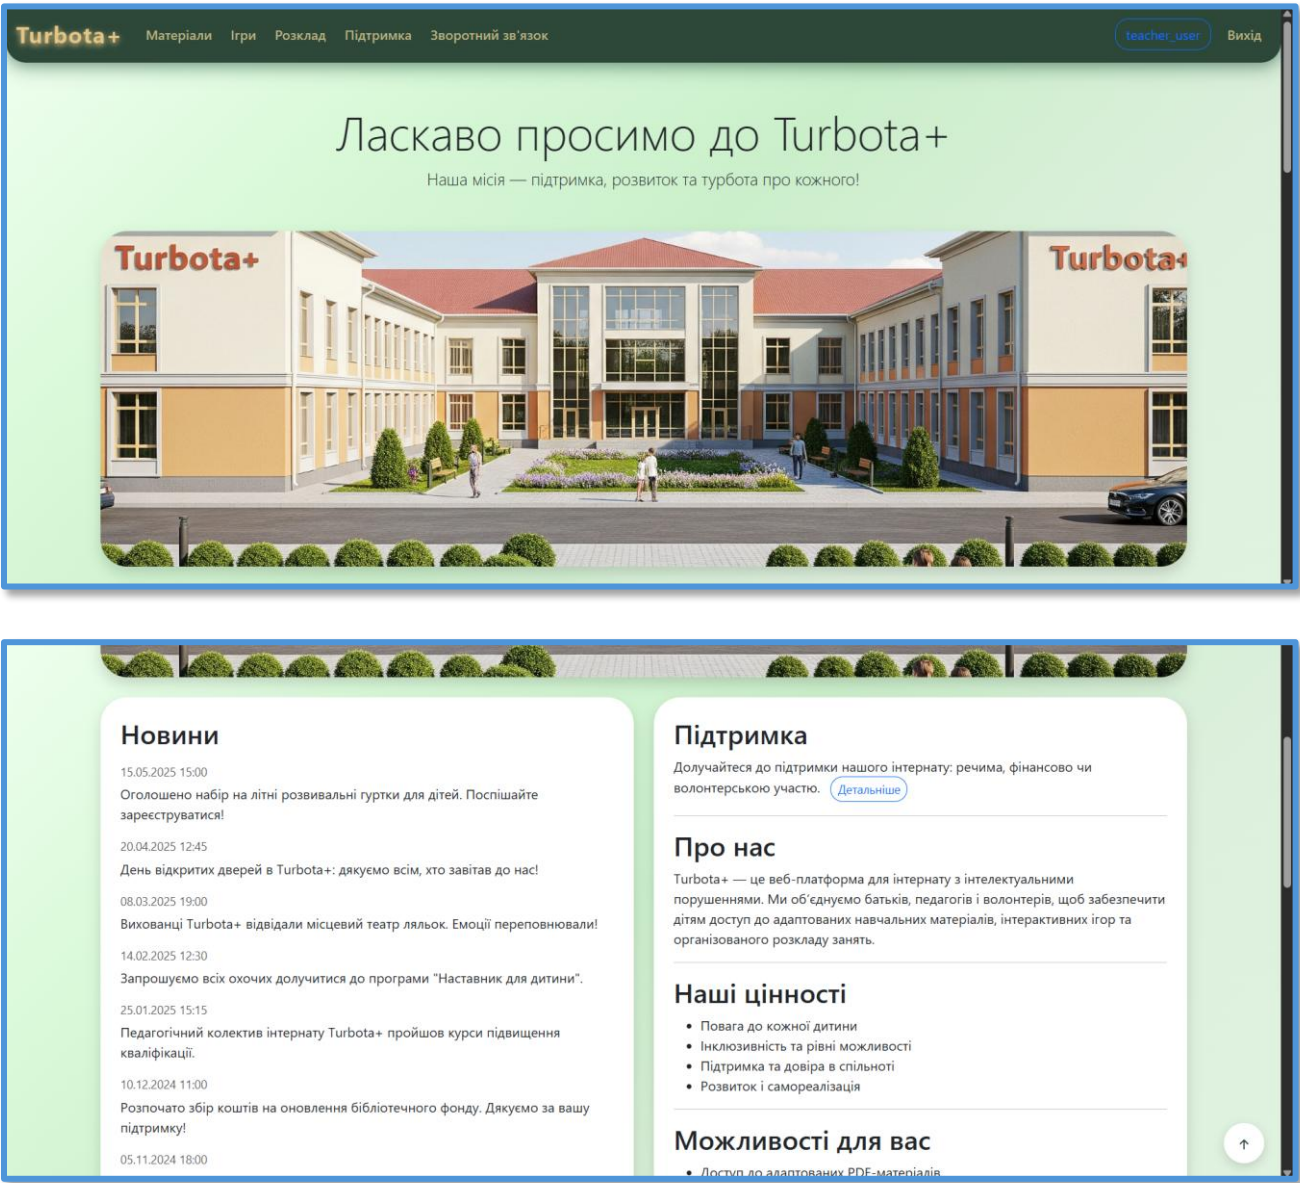 Turbota+ Матеріали Ігри Розклад Підтримка Зворотний зв'язок teacher_user Вихід
Ласкаво просимо до Turbota+
Наша місія — підтримка, розвиток та турбота про кожного!
Turbota+
Turbota+
Новини
15.05.2025 15:00
Оголошено набір на літні розвивальні гуртки для дітей. Поспішайте
зареєструватися!
20.04.2025 12:45
День відкритих дверей в Turbota+: дякуємо всім, хто завітав до нас!
08.03.2025 19:00
Вихованці Turbota+ відвідали місцевий театр ляльок. Емоції переповнювали!
14.02.2025 12:30
Запрошуємо всіх охочих долучитися до програми "Наставник для дитини".
25.01.2025 15:15
Педагогічний колектив інтернату Turbota+ пройшов курси підвищення
кваліфікації.
10.12.2024 11:00
Розпочато збір коштів на оновлення бібліотечного фонду. Дякуємо за вашу
підтримку!
05.11.2024 18:00
Підтримка
Долучайтеся до підтримки нашого інтернату: речима, фінансово чи
волонтерською участю. Детальніше
Про нас
Turbota+ — це веб-платформа для інтернату з інтелектуальними
порушеннями. Ми об’єднуємо батьків, педагогів і волонтерів, щоб забезпечити
дітям доступ до адаптованих навчальних матеріалів, інтерактивних ігор та
організованого розкладу занять.
Наші цінності
• Повага до кожної дитини
• Інклюзивність та рівні можливості
• Підтримка та довіра в спільноті
• Розвиток і самореалізація
Можливості для вас
• Доступ до адаптованих PDF-матеріалів